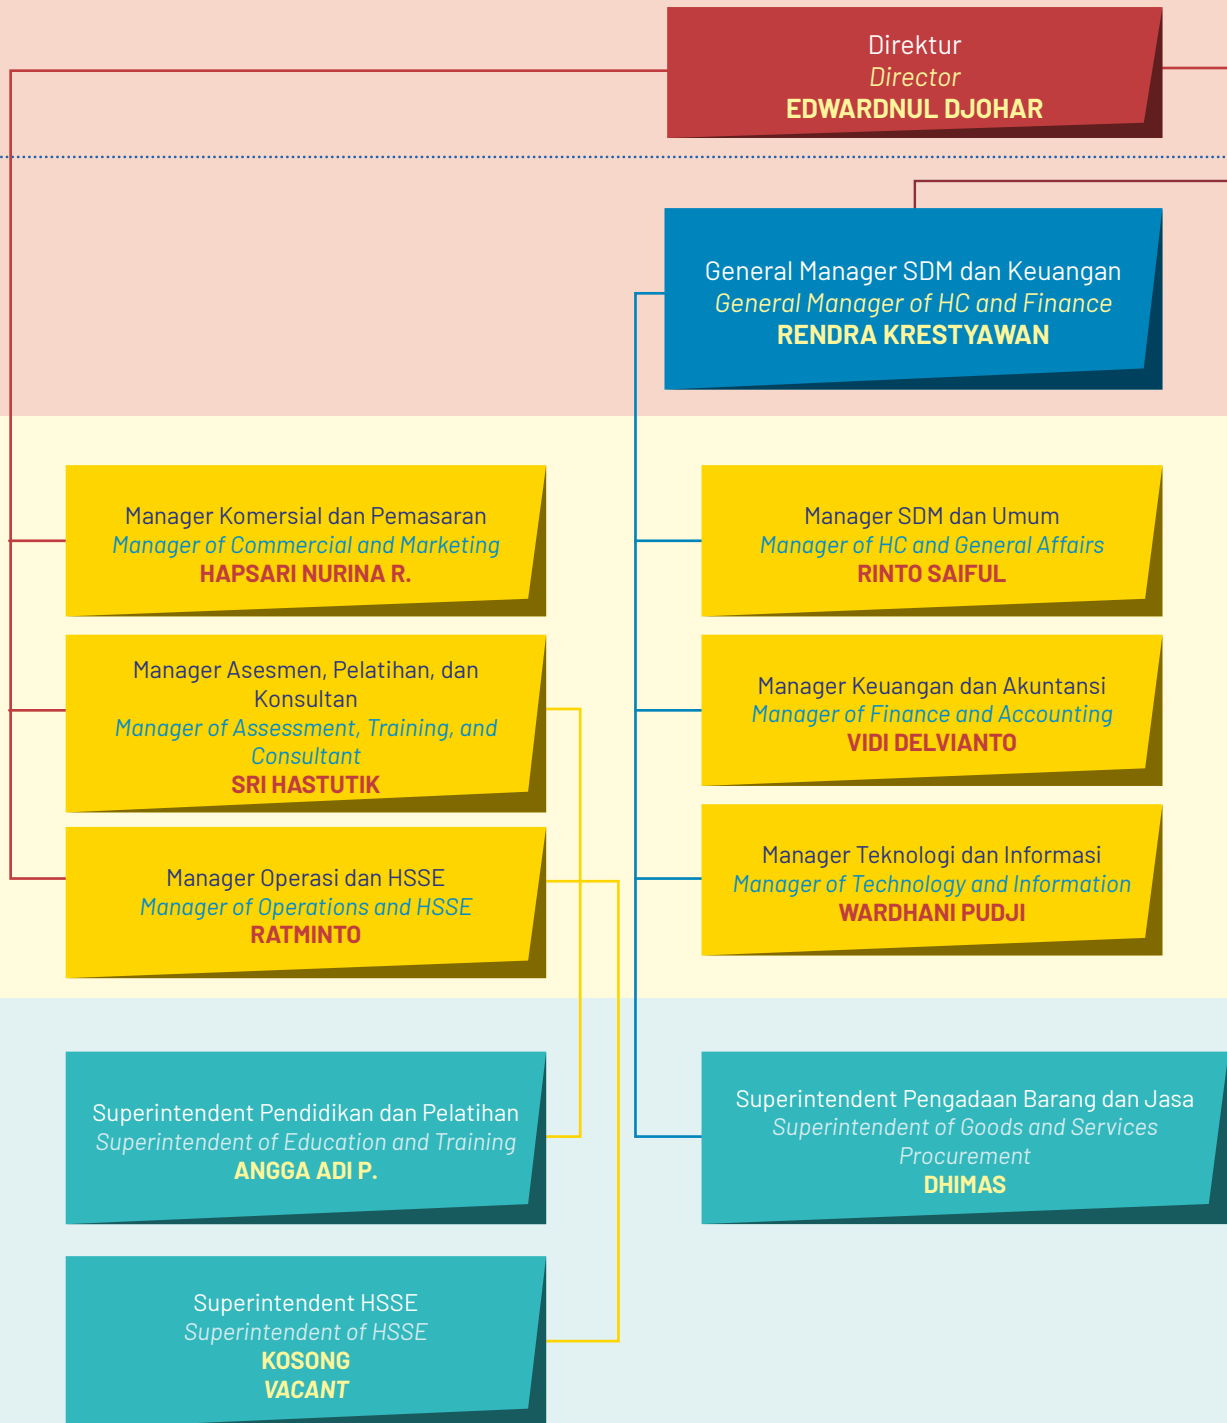 Direktur
Director
EDWARDNUL DJOHAR
General Manager SDM dan Keuangan
General Manager of HC and Finance
RENDRA KRESTYAWAN
Manager Komersial dan Pemasaran
Manager of Commercial and Marketing
HAPSARI NURINA R.
Manager SDM dan Umum
Manager of HC and General Affairs
RINTO SAIFUL
Manager Asesmen, Pelatihan, dan
Konsultan
Manager of Assessment, Training, and
Consultant
SRI HASTUTIK
Manager Keuangan dan Akuntansi
Manager of Finance and Accounting
VIDI DELVIANTO
Manager Operasi dan HSSE
Manager of Operations and HSSE
RATMINTO
Manager Teknologi dan Informasi
Manager of Technology and Information
WARDHANI PUDJI
Superintendent Pendidikan dan Pelatihan
Superintendent of Education and Training
ANGGA ADI P.
Superintendent Pengadaan Barang dan Jasa
Superintendent of Goods and Services
Procurement
DHIMAS
Superintendent HSSE
Superintendent of HSSE
KOSONG
VACANT